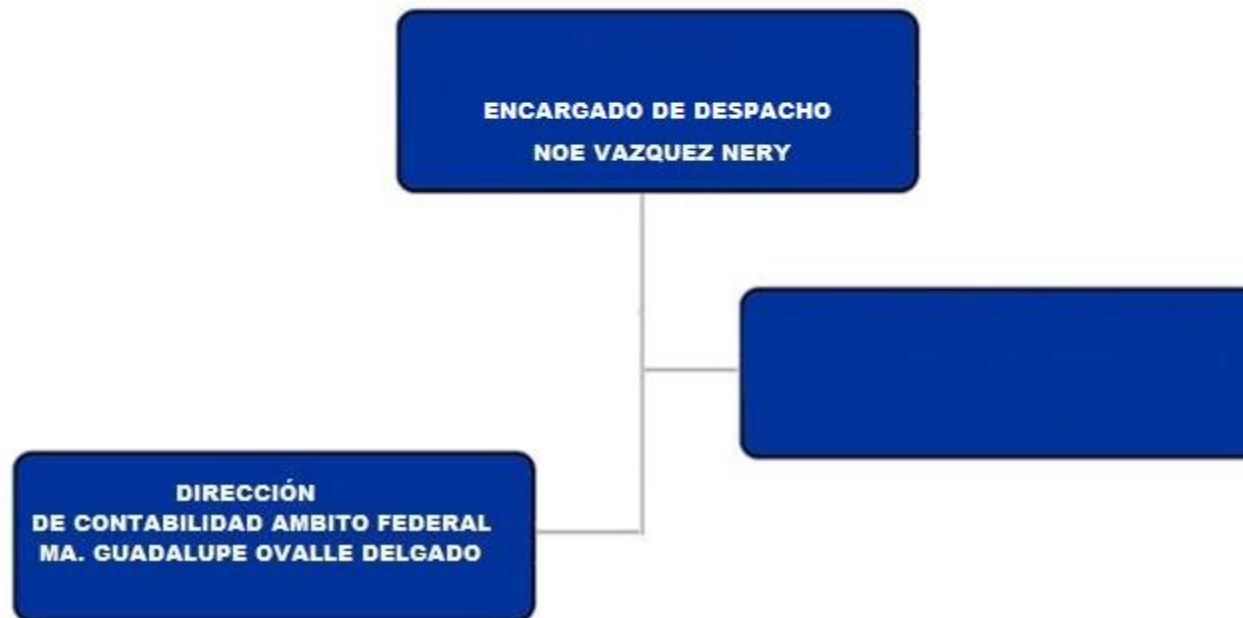 ENCARGADO DE DESPACHO
NOE VAZQUEZ NERY
DIRECCIÓN
DE CONTABILIDAD AMBITO FEDERAL
MA. GUADALUPE OVALLE DELGADO